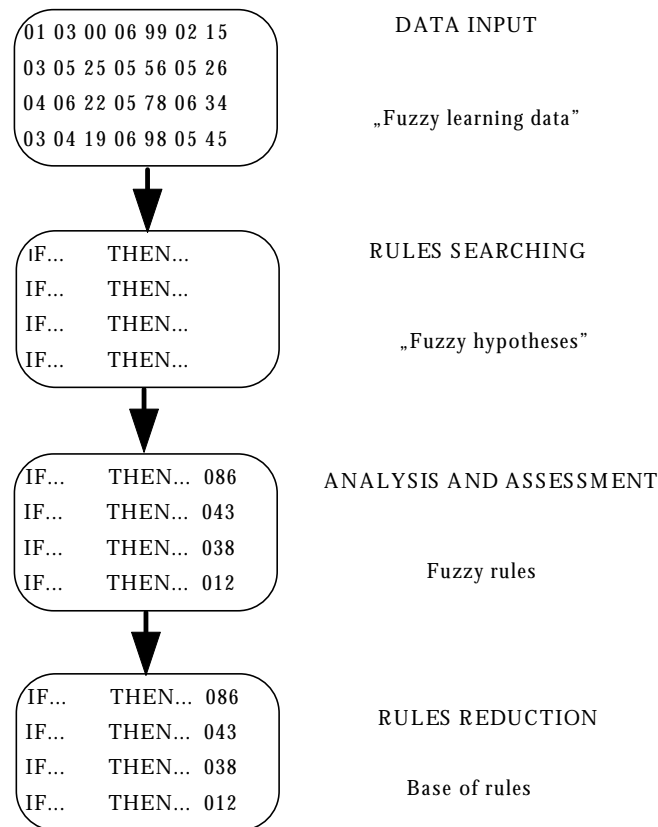 01 03 00 06 99 02 15
03 05 25 05 56 05 26
04 06 22 05 78 06 34
03 04 19 06 98 05 45
DATA INPUT
„Fuzzy learning data”
IF... THEN...
IF... THEN...
IF... THEN...
IF... THEN...
RULES SEARCHING
„Fuzzy hypotheses”
IF... THEN... 086
IF... THEN... 043
IF... THEN... 038
IF... THEN... 012
ANALYSIS AND ASSESSMENT
Fuzzy rules
IF... THEN... 086
IF... THEN... 043
IF... THEN... 038
IF... THEN... 012
RULES REDUCTION
Base of rules